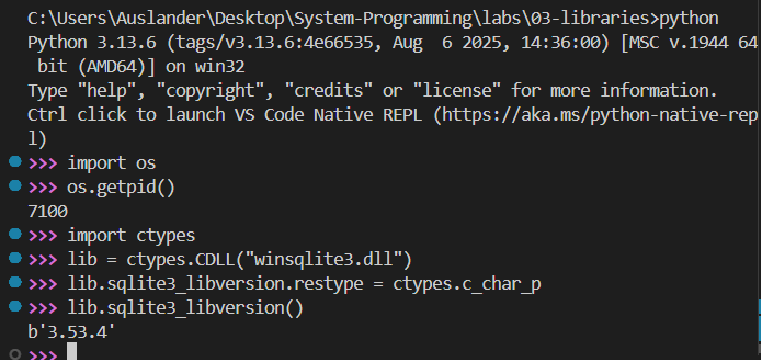 C:\Users\Auslander\Desktop\System-Programming\labs\03-libraries>python
Python 3.13.6 (tags/v3.13.6:4e66535, Aug  6 2025, 14:36:00) [MSC v.1944 64
 bit (AMD64)] on win32
Type "help", "copyright", "credits" or "license" for more information.
Ctrl click to launch VS Code Native REPL (https://aka.ms/python-native-rep
l)
>>> import os
>>> os.getpid()
7100
>>> import ctypes
>>> lib = ctypes.CDLL("winsqlite3.dll")
>>> lib.sqlite3_libversion.restype = ctypes.c_char_p
>>> lib.sqlite3_libversion()
b'3.53.4'
>>>